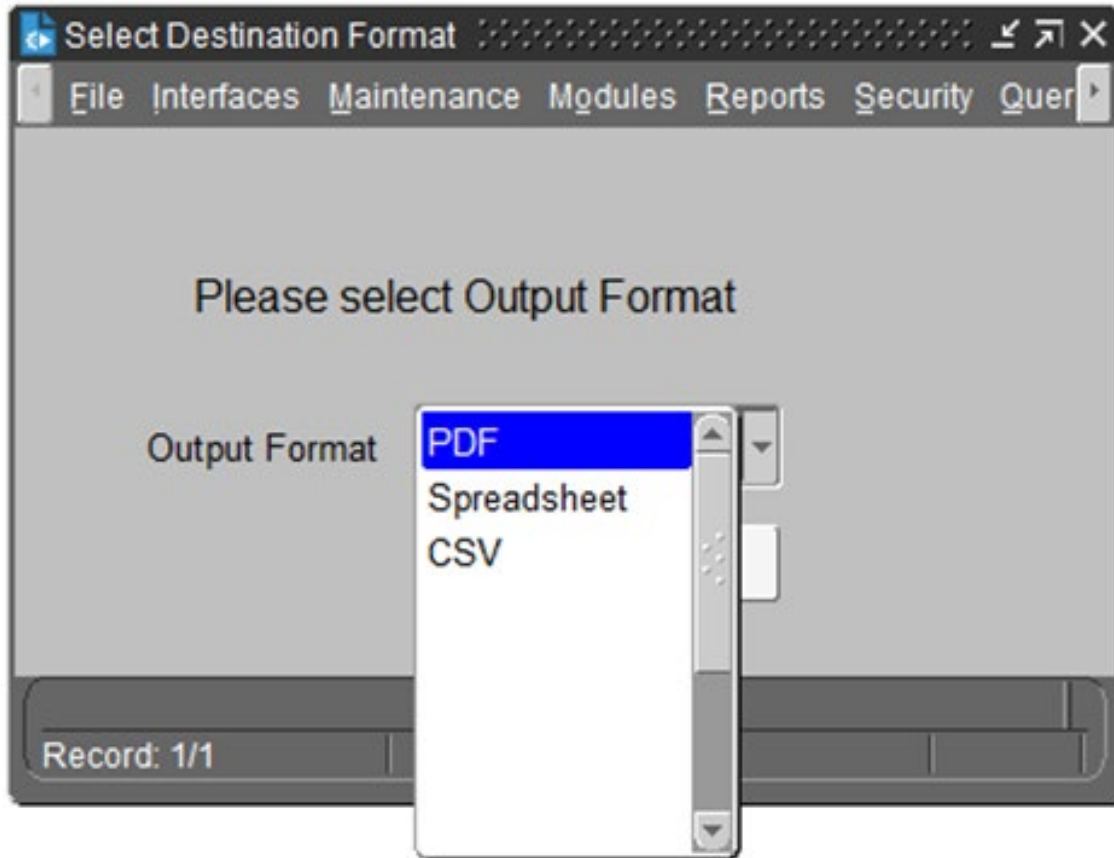 Select Destination Format
File Interfaces Maintenance Modules Reports Security Quer
Please select Output Format
Output Format
PDF
Spreadsheet
CSV
Record: 1/1